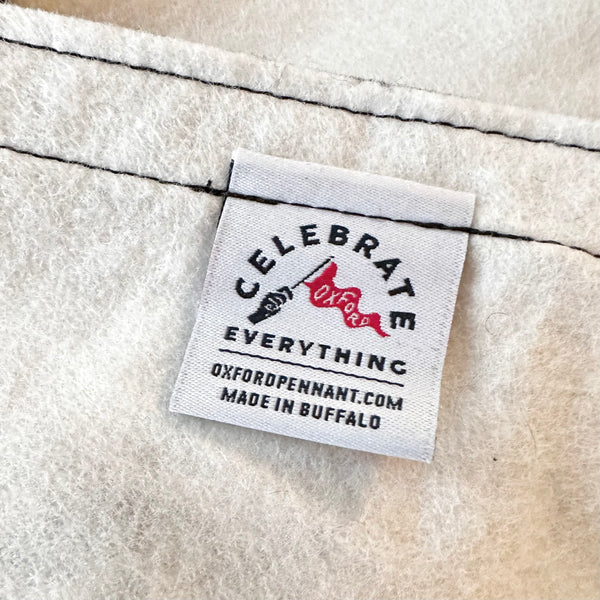 CELEBRATE
OXFORD
EVERYTHING
OXFORDPENNANT.COM
MADE IN BUFFALO